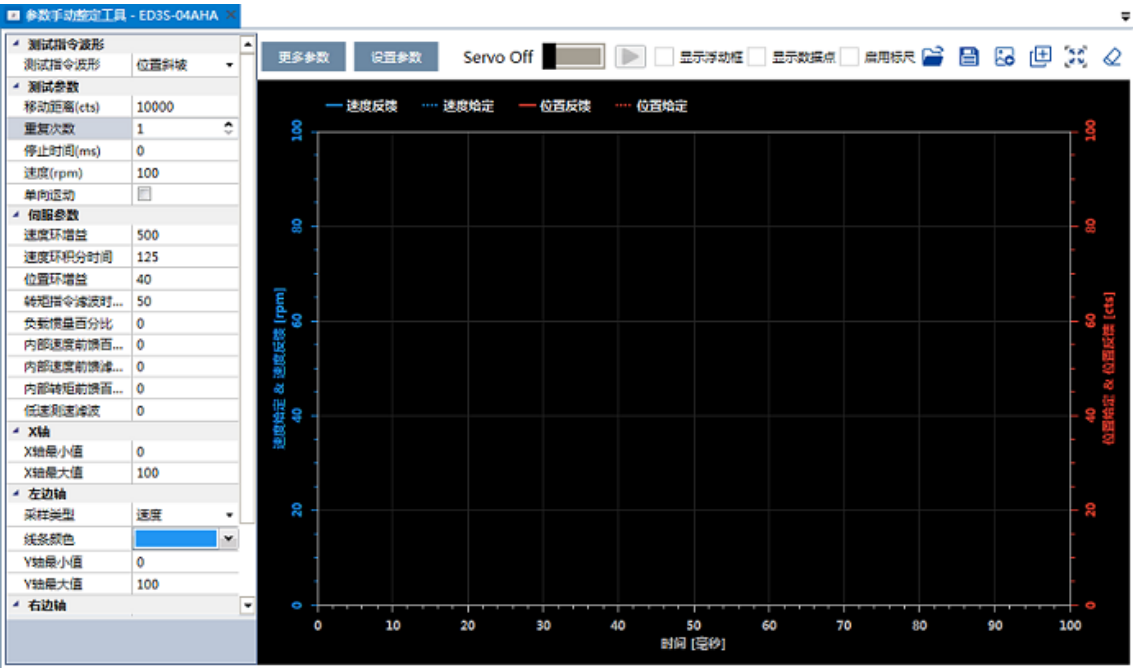 参数手动整定工具 - ED3S-04AHA
测试指令波形
测试指令波形 位置斜坡
测试参数
移动距离(cts) 10000
重复次数 1
停止时间(ms) 0
速度(rpm) 100
单向运动
伺服参数
速度环增益 500
速度环积分时间 125
位置环增益 40
转矩指令滤波时... 50
负载惯量百分比 0
内部速度前馈百... 0
内部速度前馈滤... 0
内部转矩前馈百... 0
低速测速滤波 0
X轴
X轴最小值 0
X轴最大值 100
左边轴
采样类型 速度
线条颜色
Y轴最小值 0
Y轴最大值 100
右边轴
更多参数 设置参数 Servo Off 显示浮动框 显示数据点 启用标尺
速度反馈 速度给定 位置反馈 位置给定
速度给定 & 速度反馈 [rpm]
100
80
60
40
20
0
位置给定 & 位置反馈 [cts]
100
80
60
40
20
0
0 10 20 30 40 50 60 70 80 90 100
时间 [毫秒]